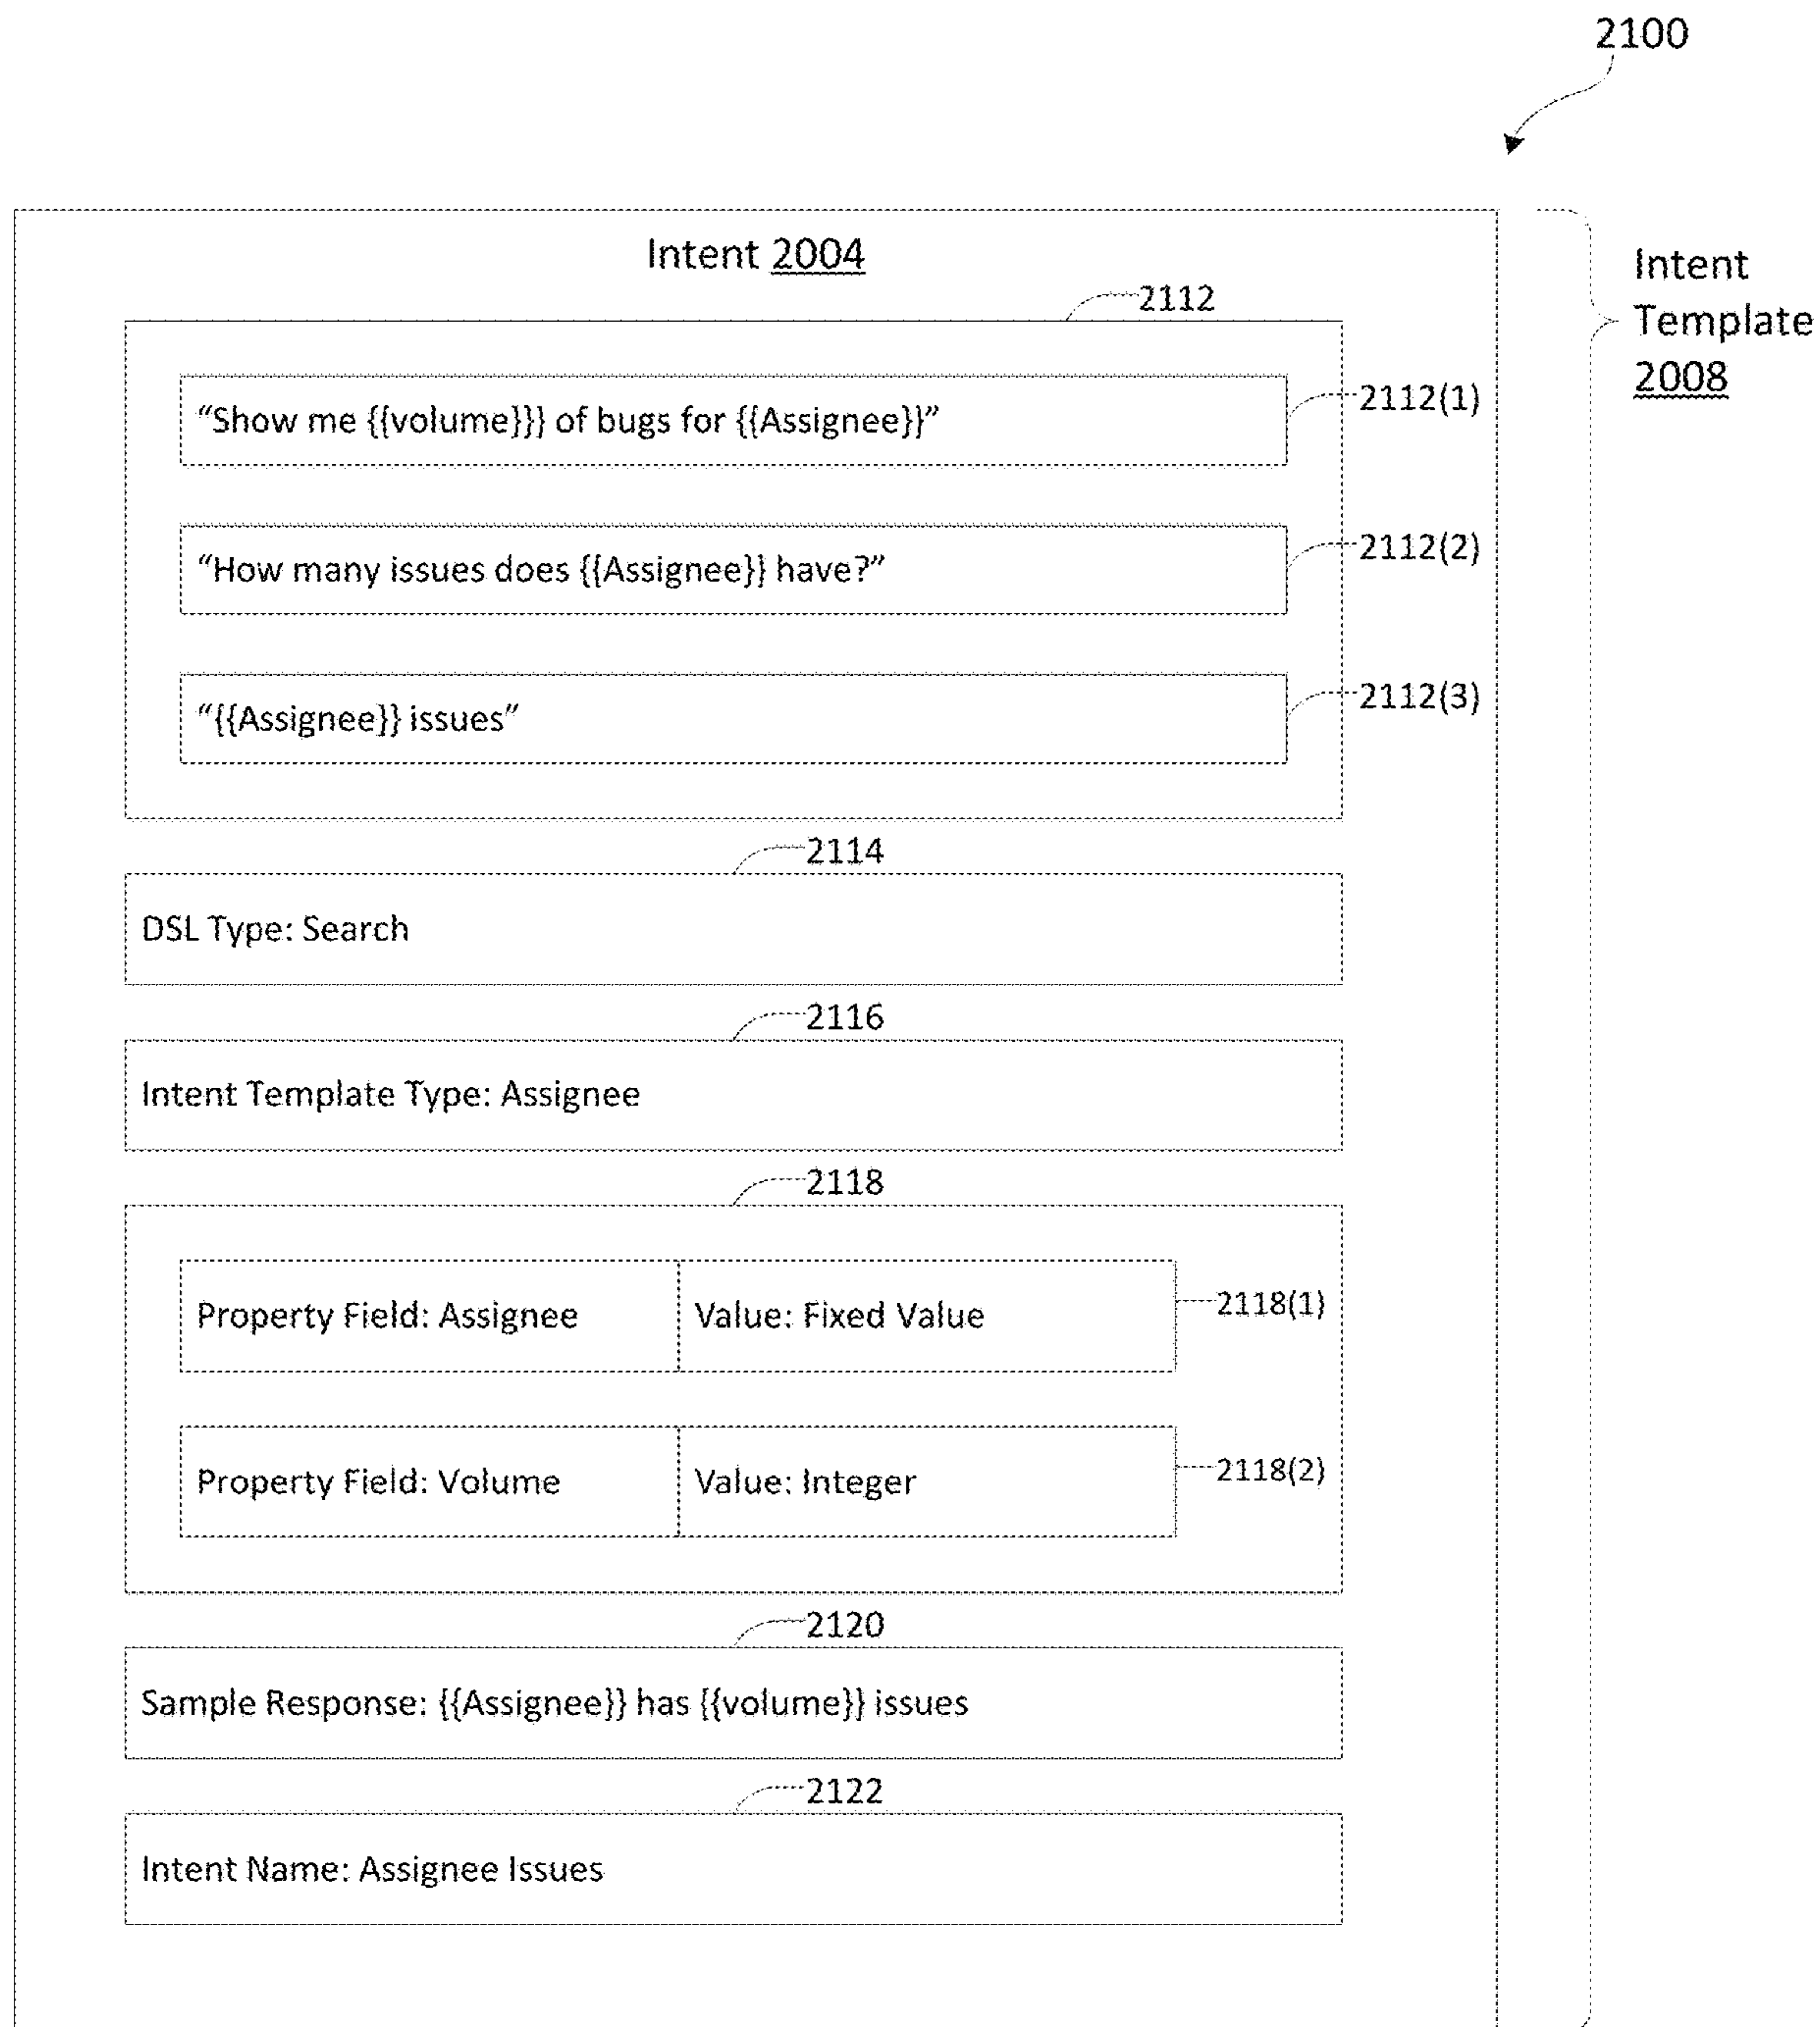 2100
Intent 2004
Intent
Template
2008
2112
“Show me {{volume}}} of bugs for {{Assignee}}”
2112(1)
“How many issues does {{Assignee}} have?”
2112(2)
“{{Assignee}} issues”
2112(3)
2114
DSL Type: Search
2116
Intent Template Type: Assignee
2118
Property Field: Assignee
Value: Fixed Value
2118(1)
Property Field: Volume
Value: Integer
2118(2)
2120
Sample Response: {{Assignee}} has {{volume}} issues
2122
Intent Name: Assignee Issues